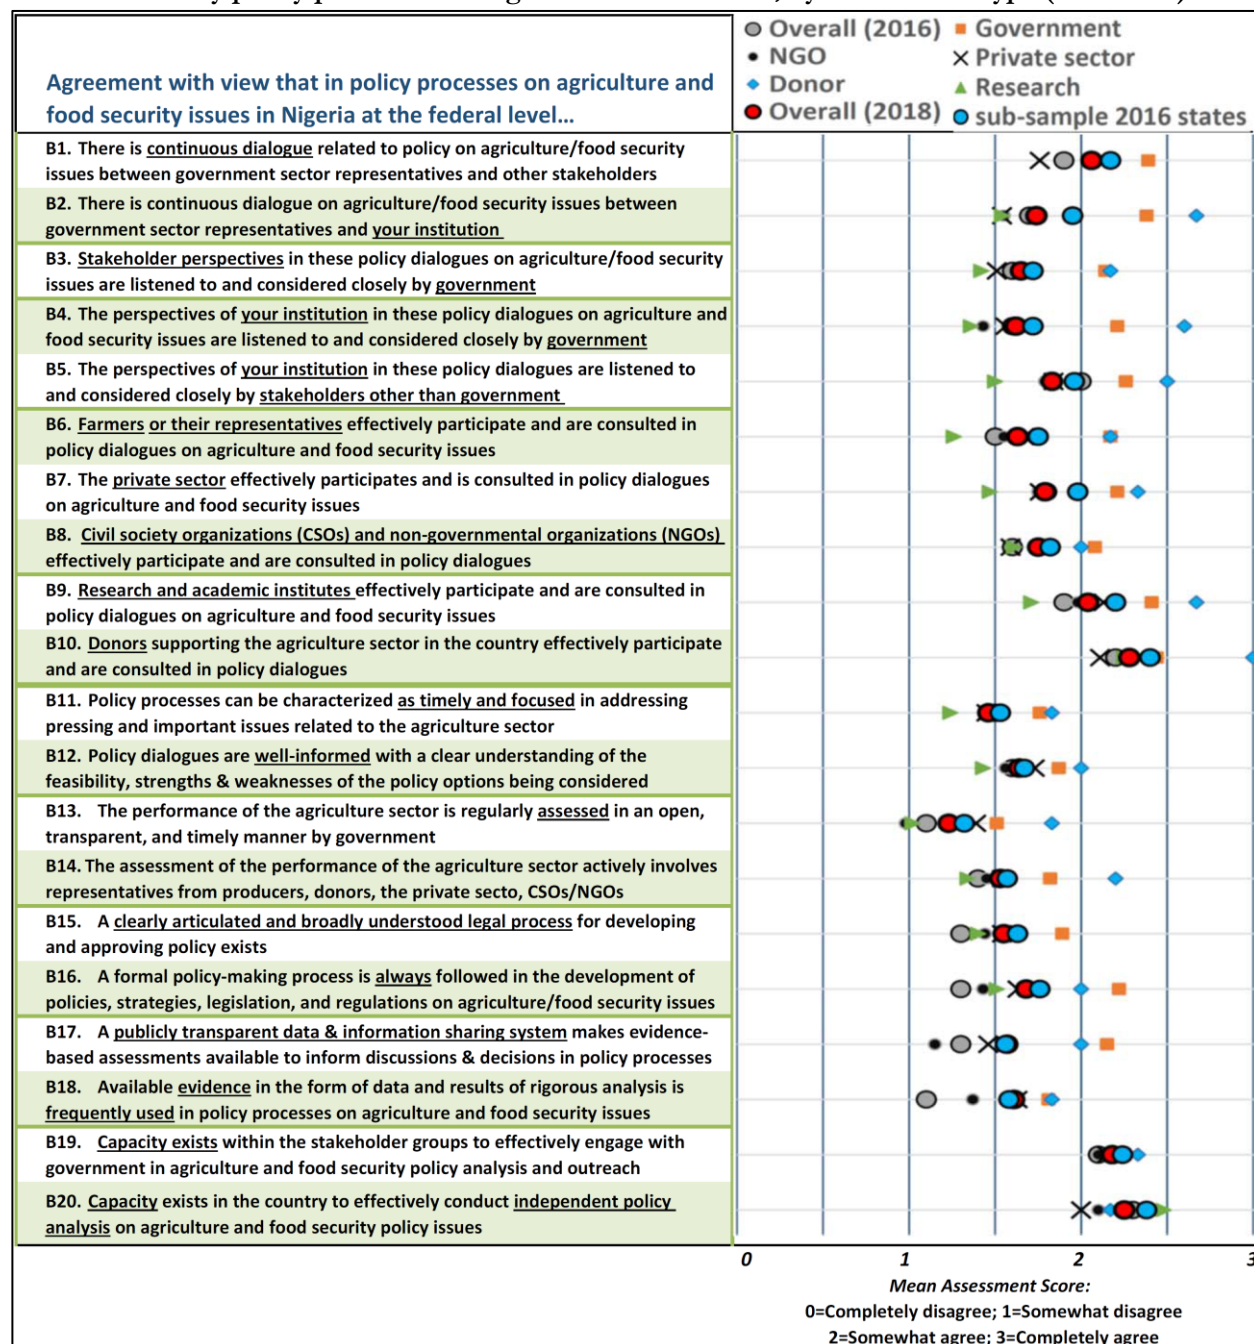 Overall (2016)
Government
NGO
Private sector
Donor
Research
Overall (2018)
sub-sample 2016 states
Agreement with view that in policy processes on agriculture and
food security issues in Nigeria at the federal level…
B1. There is continuous dialogue related to policy on agriculture/food security
issues between government sector representatives and other stakeholders
B2. There is continuous dialogue on agriculture/food security issues between
government sector representatives and your institution
B3. Stakeholder perspectives in these policy dialogues on agriculture/food security
issues are listened to and considered closely by government
B4. The perspectives of your institution in these policy dialogues on agriculture and
food security issues are listened to and considered closely by government
B5. The perspectives of your institution in these policy dialogues are listened to
and considered closely by stakeholders other than government
B6. Farmers or their representatives effectively participate and are consulted in
policy dialogues on agriculture and food security issues
B7. The private sector effectively participates and is consulted in policy dialogues
on agriculture and food security issues
B8. Civil society organizations (CSOs) and non-governmental organizations (NGOs)
effectively participate and are consulted in policy dialogues
B9. Research and academic institutes effectively participate and are consulted in
policy dialogues on agriculture and food security issues
B10. Donors supporting the agriculture sector in the country effectively participate
and are consulted in policy dialogues
B11. Policy processes can be characterized as timely and focused in addressing
pressing and important issues related to the agriculture sector
B12. Policy dialogues are well-informed with a clear understanding of the
feasibility, strengths & weaknesses of the policy options being considered
B13. The performance of the agriculture sector is regularly assessed in an open,
transparent, and timely manner by government
B14. The assessment of the performance of the agriculture sector actively involves
representatives from producers, donors, the private secto, CSOs/NGOs
B15. A clearly articulated and broadly understood legal process for developing
and approving policy exists
B16. A formal policy-making process is always followed in the development of
policies, strategies, legislation, and regulations on agriculture/food security issues
B17. A publicly transparent data & information sharing system makes evidence-
based assessments available to inform discussions & decisions in policy processes
B18. Available evidence in the form of data and results of rigorous analysis is
frequently used in policy processes on agriculture and food security issues
B19. Capacity exists within the stakeholder groups to effectively engage with
government in agriculture and food security policy analysis and outreach
B20. Capacity exists in the country to effectively conduct independent policy
analysis on agriculture and food security policy issues
0 1 2 3
Mean Assessment Score:
0=Completely disagree; 1=Somewhat disagree
2=Somewhat agree; 3=Completely agree